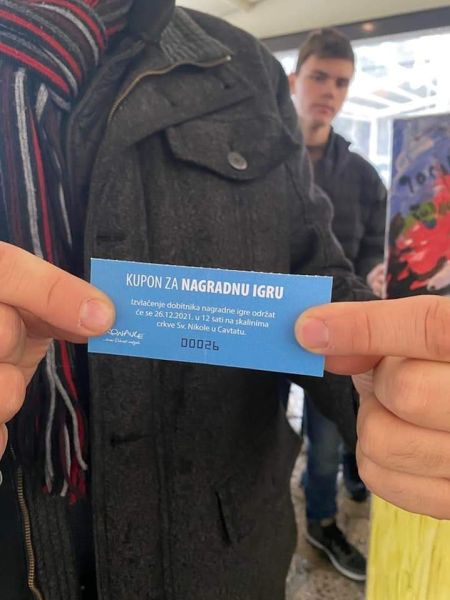 KUPON ZA NAGRADNU IGRU
Izvlačenje dobitnika nagradne igre održat
će se 26.12.2021. u 12 sati na skalinima
crkve Sv. Nikole u Cavtatu.
00026